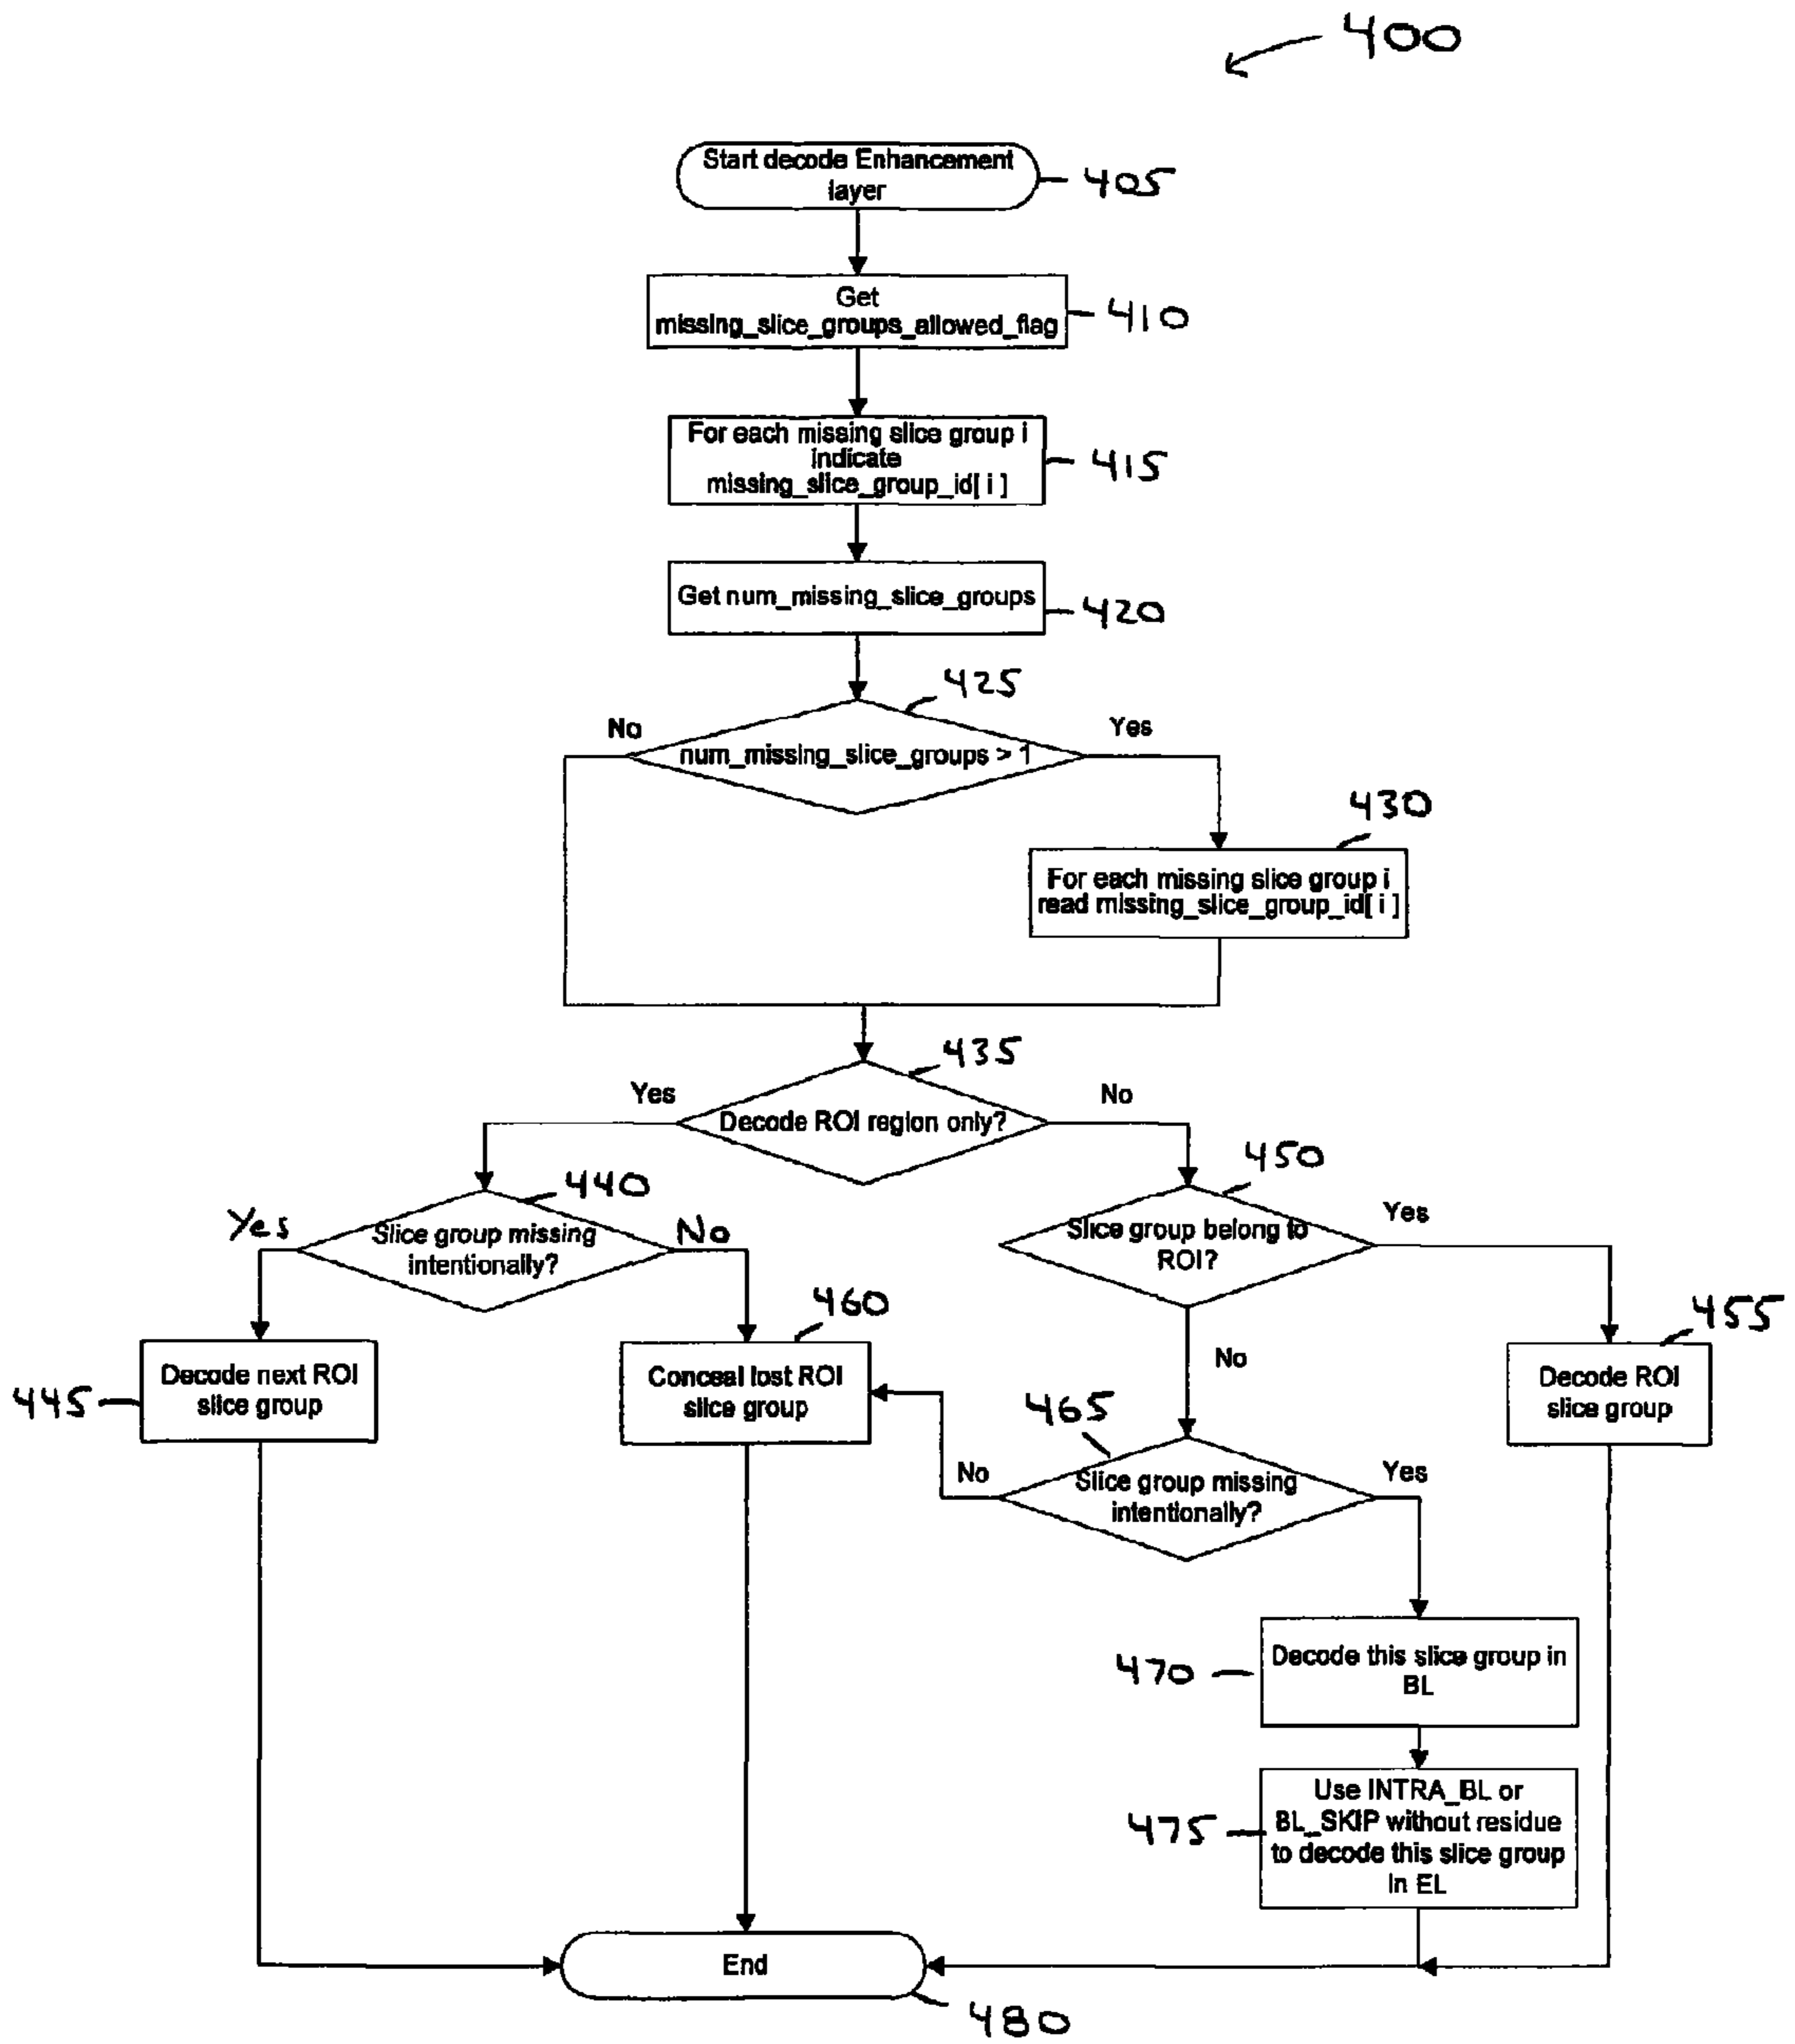 400
Start decode Enhancement
layer
405
Get
missing_slice_groups_allowed_flag
410
For each missing slice group i
indicate
missing_slice_group_id[ i ]
415
Get num_missing_slice_groups
420
425
No
Yes
num_missing_slice_groups > 1
430
For each missing slice group i
read missing_slice_group_id[ i ]
435
Yes
No
Decode ROI region only?
440
450
Yes
No
Slice group missing
intentionally?
Slice group belong to
ROI?
Yes
460
455
Decode next ROI
slice group
445
Conceal lost ROI
slice group
No
Decode ROI
slice group
465
No
Yes
Slice group missing
intentionally?
Decode this slice group in
BL
470
Use INTRA_BL or
BL_SKIP without residue
to decode this slice group
in EL
475
End
480